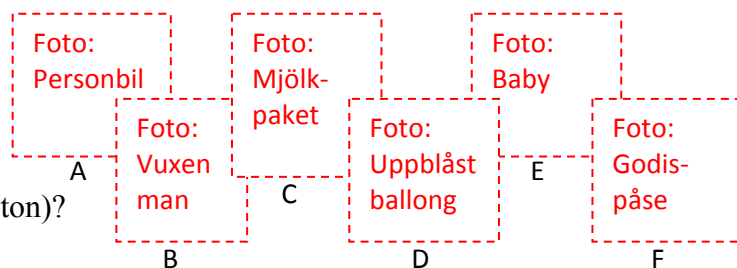 Foto:
Personbil
A
Foto:
Vuxen
man
B
Foto:
Mjölk-
paket
C
Foto:
Uppblåst
ballong
D
Foto:
Baby
E
Foto:
Godis-
påse
F
ton)?